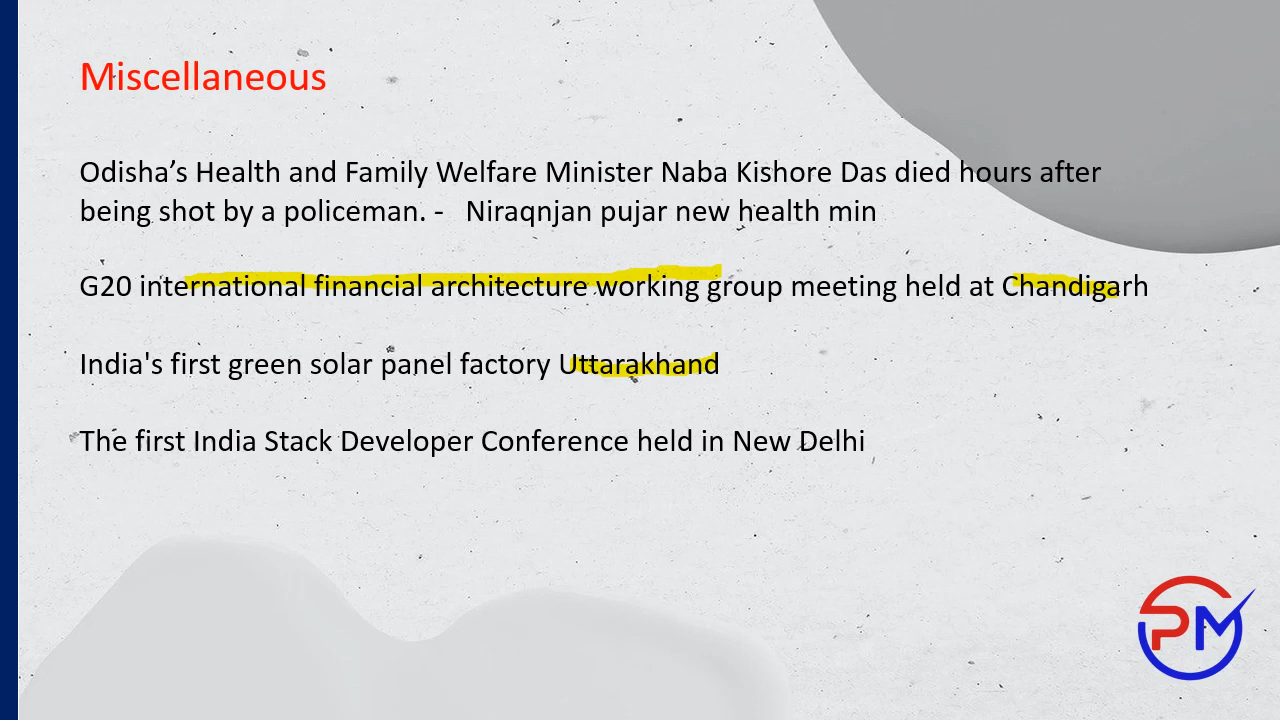 Miscellaneous
Odisha’s Health and Family Welfare Minister Naba Kishore Das died hours after
being shot by a policeman. - Niraqnjan pujar new health min
G20 international financial architecture working group meeting held at Chandigarh
India's first green solar panel factory Uttarakhand
The first India Stack Developer Conference held in New Delhi
PM